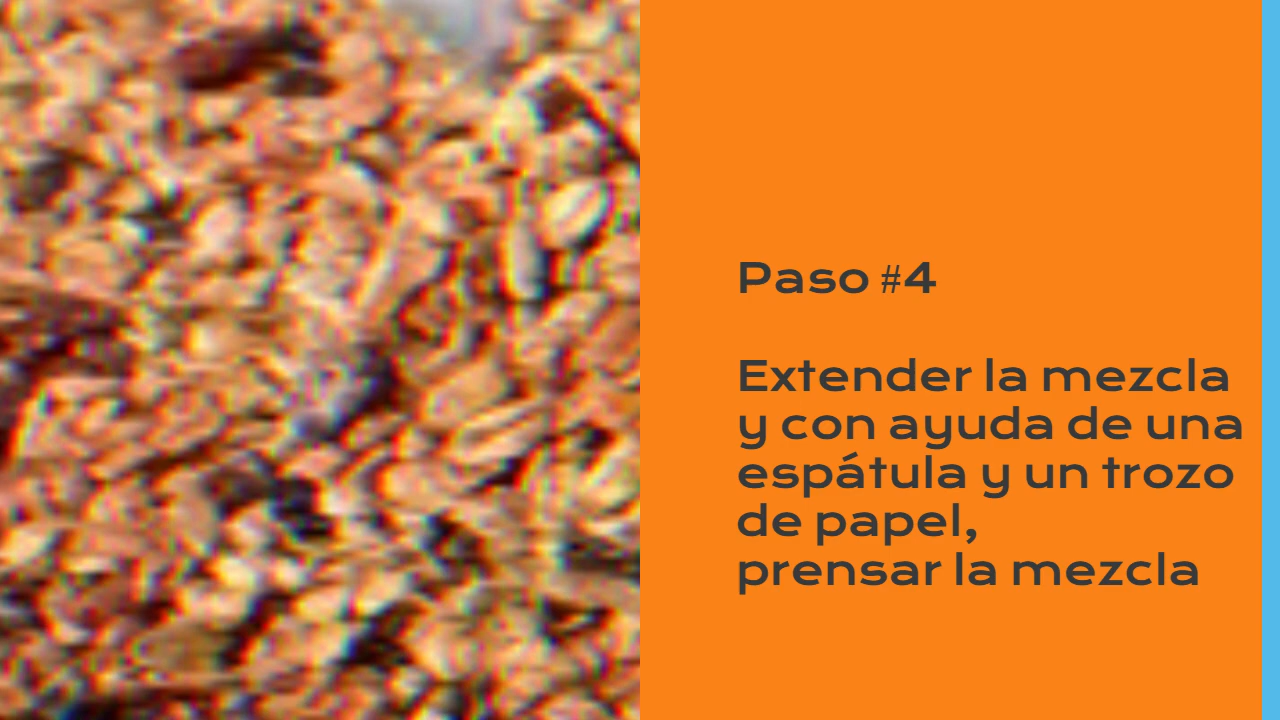 Paso #4
Extender la mezcla
y con ayuda de una
espátula y un trozo
de papel,
prensar la mezcla